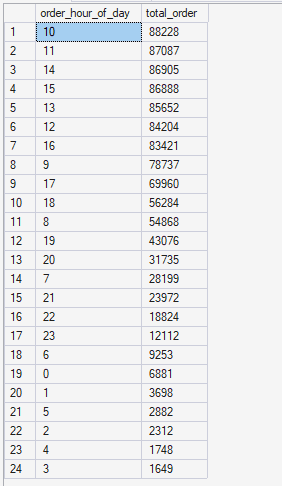 order_hour_of_day total_order
1 10 88228
2 11 87087
3 14 86905
4 15 86888
5 13 85652
6 12 84204
7 16 83421
8 9 78737
9 17 69960
10 18 56284
11 8 54868
12 19 43076
13 20 31735
14 7 28199
15 21 23972
16 22 18824
17 23 12112
18 6 9253
19 0 6881
20 1 3698
21 5 2882
22 2 2312
23 4 1748
24 3 1649